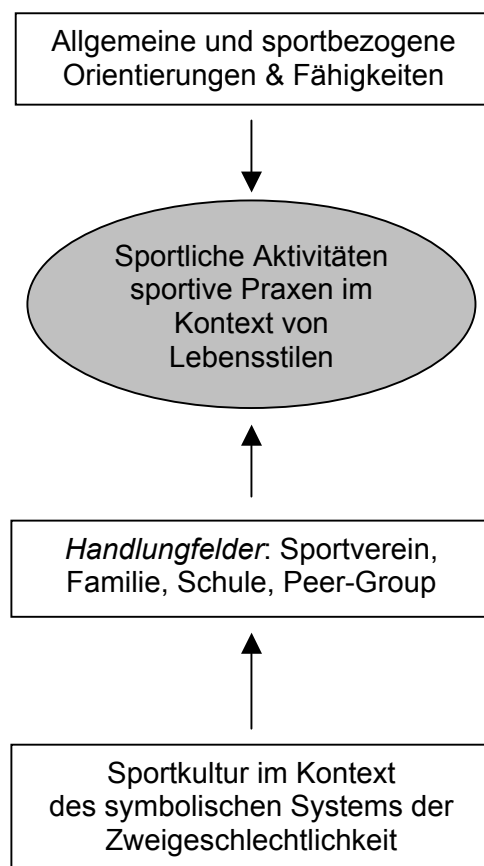 Allgemeine und sportbezogene
Orientierungen & Fähigkeiten
Sportliche Aktivitäten
sportive Praxen im
Kontext von
Lebensstilen
Handlungfelder: Sportverein,
Familie, Schule, Peer-Group
Sportkultur im Kontext
des symbolischen Systems der
Zweigeschlechtlichkeit